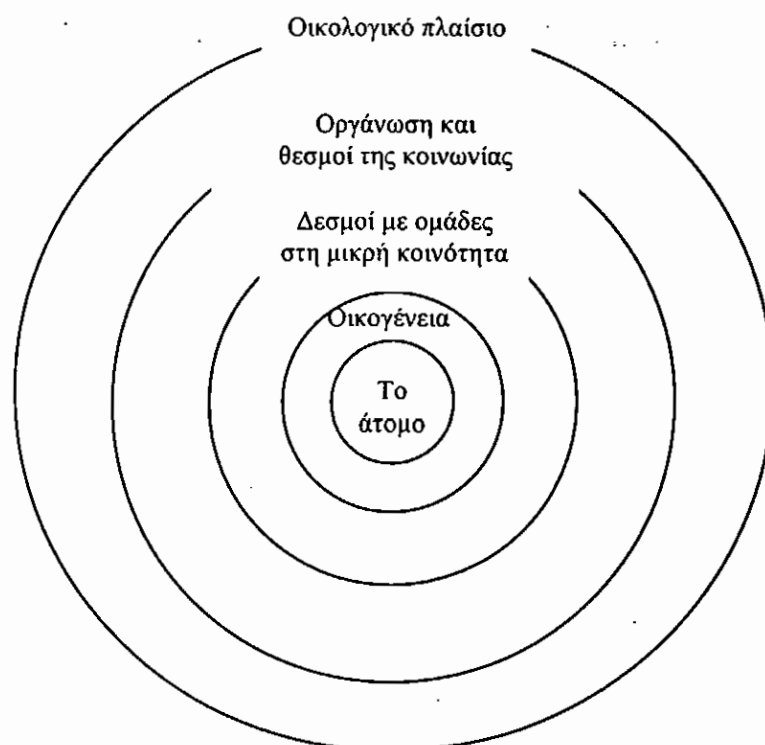 Οικολογικό πλαίσιο
Οργάνωση και
θεσμοί της κοινωνίας
Δεσμοί με ομάδες
στη μικρή κοινότητα
Οικογένεια
Το
άτομο